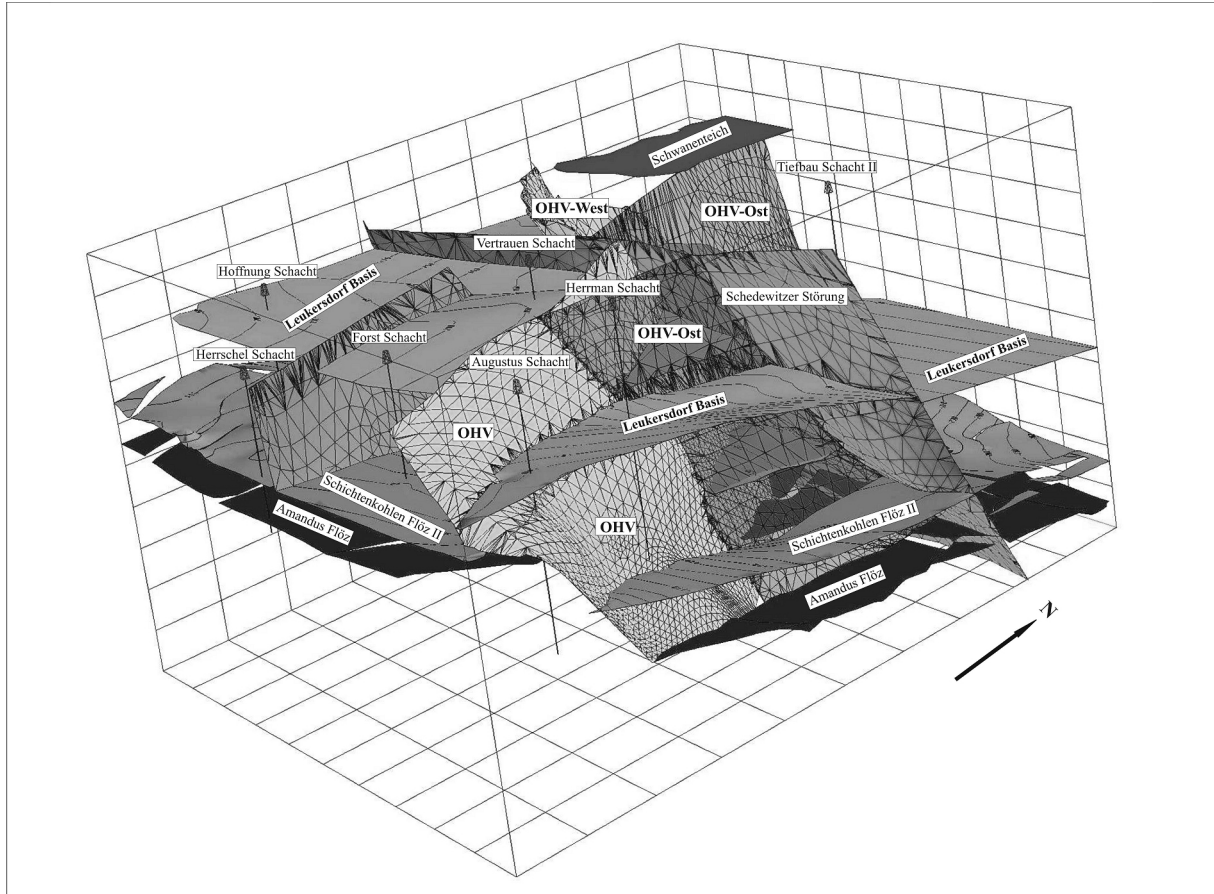 Schwanenteich
Tiefbau Schacht II
OHV-West
OHV-Ost
Vertrauen Schacht
Hoffnung Schacht
Leukersdorf Basis
Herrman Schacht
Schedewitzer Störung
Forst Schacht
OHV-Ost
Herrschel Schacht
Augustus Schacht
Leukersdorf Basis
Leukersdorf Basis
OHV
Schichtenkohlen Flöz II
Amandus Flöz
OHV
Schichtenkohlen Flöz II
Amandus Flöz
N